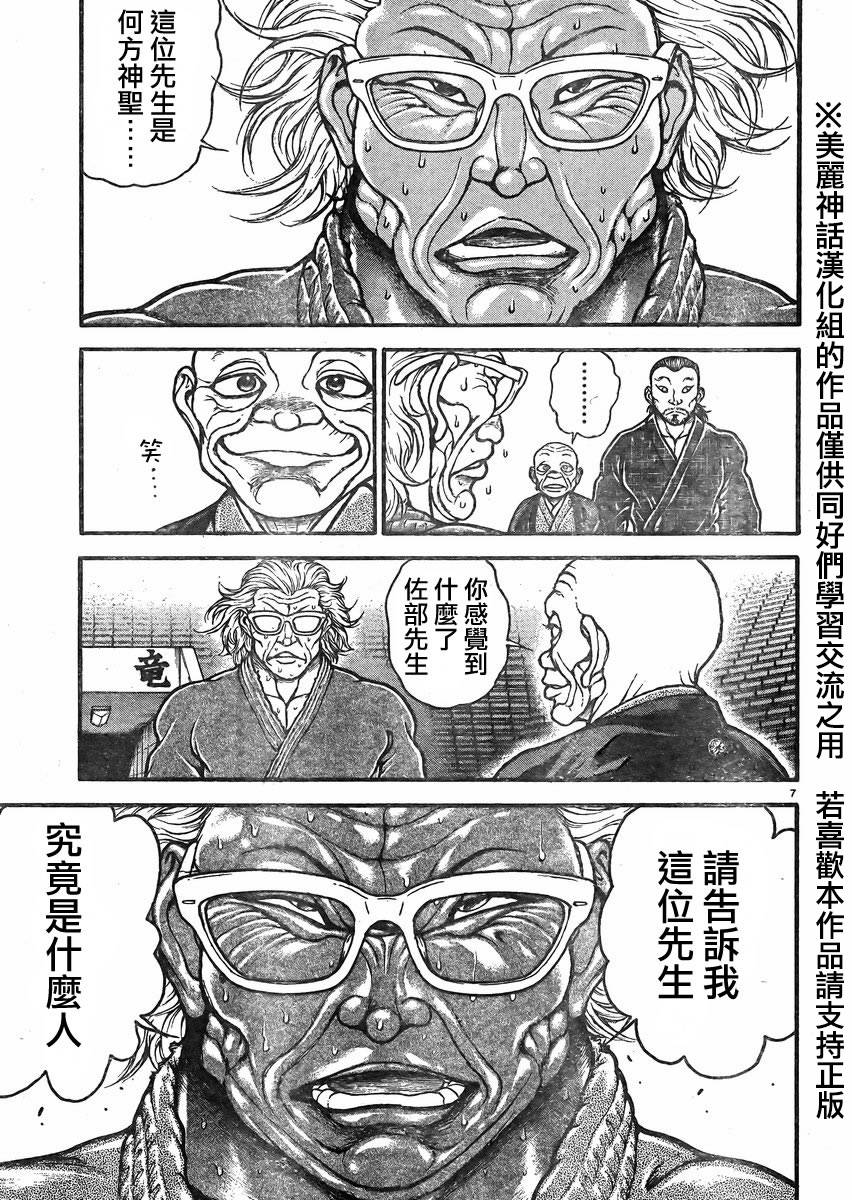 這位先生是
何方神聖……
……
笑…
你感覺到
什麼了
佐部先生
竜
7
請告訴我
這位先生
究竟是什麼人
※美麗神話漢化組的作品僅供同好們學習交流之用　若喜歡本作品請支持正版